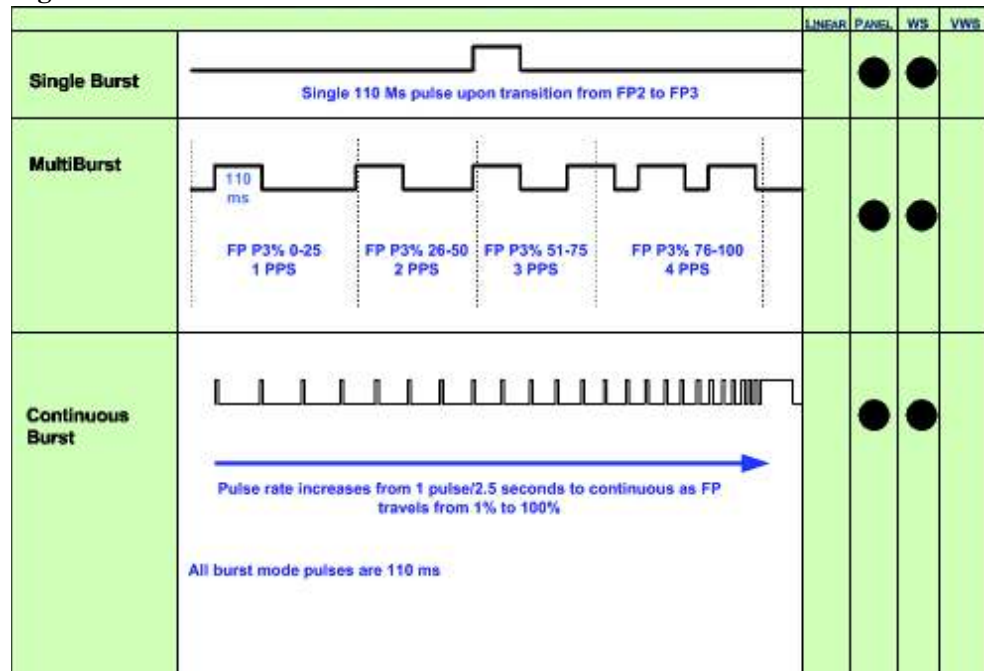 LINEAR PANEL WS VWS
Single Burst
Single 110 Ms pulse upon transition from FP2 to FP3
MultiBurst
110
ms
FP P3% 0-25
1 PPS
FP P3% 26-50
2 PPS
FP P3% 51-75
3 PPS
FP P3% 76-100
4 PPS
Continuous
Burst
Pulse rate increases from 1 pulse/2.5 seconds to continuous as FP
travels from 1% to 100%
All burst mode pulses are 110 ms